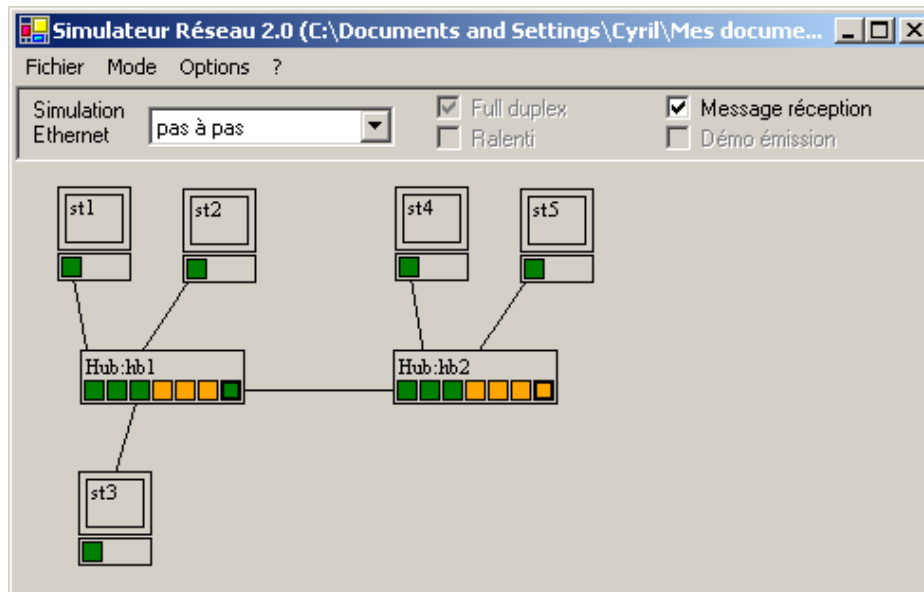 Simulateur Réseau 2.0 (C:\Documents and Settings\Cyril\Mes docume...
Fichier Mode Options ?
Simulation Ethernet
pas à pas
Full duplex
Ralenti
Message réception
Démo émission
st1
st2
st4
st5
Hub:hb1
Hub:hb2
st3